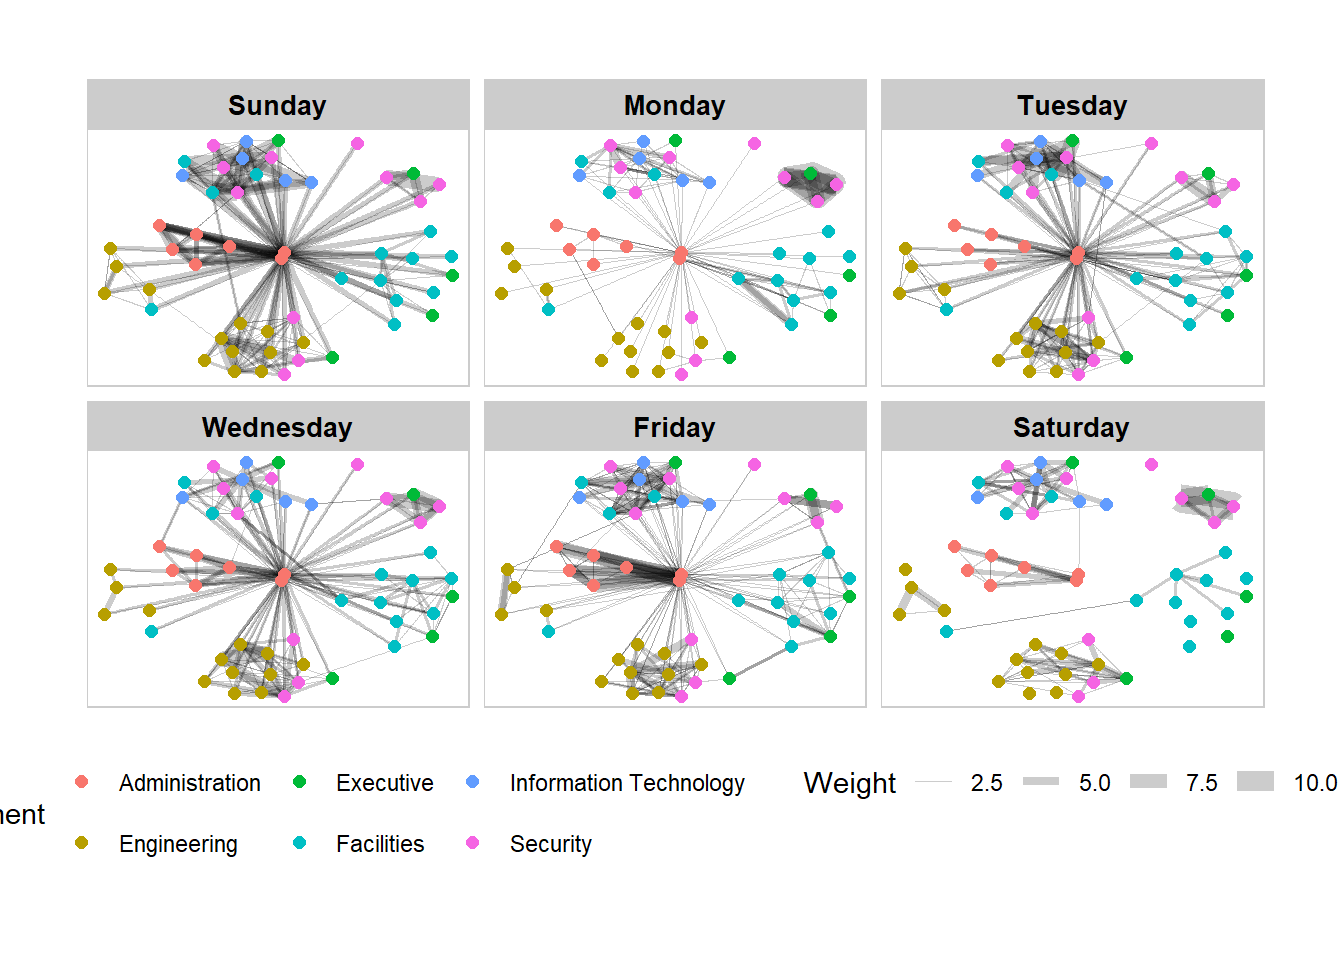 Sunday
Monday
Tuesday
Wednesday
Friday
Saturday
Administration
Executive
Information Technology
Weight
2.5
5.0
7.5
10.0
Engineering
Facilities
Security